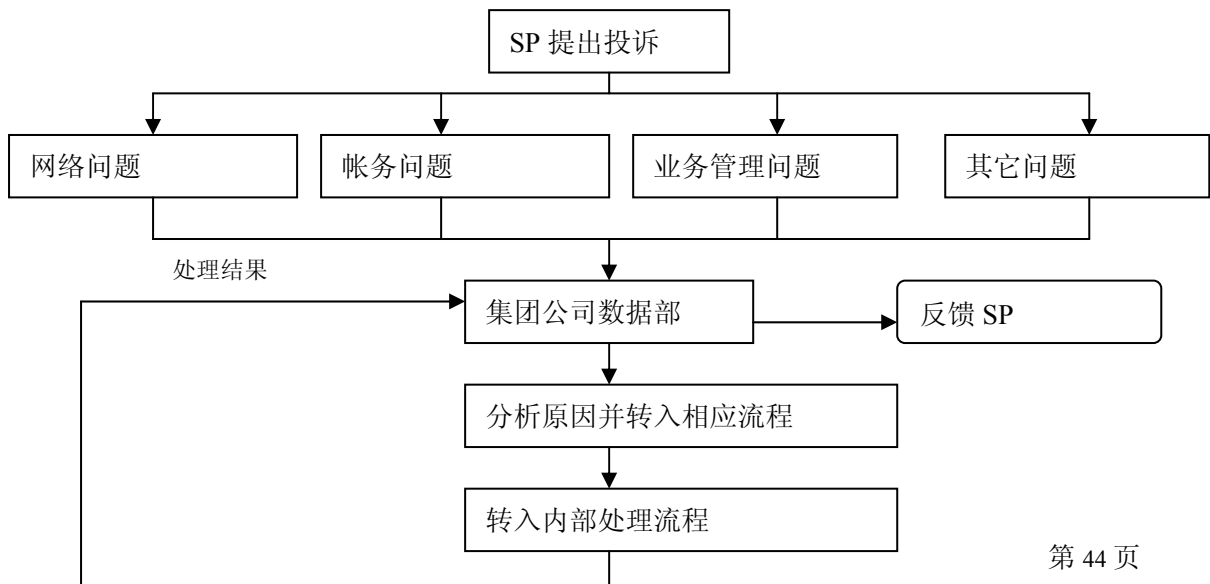 SP 提出投诉
网络问题
帐务问题
业务管理问题
其它问题
处理结果
集团公司数据部
反馈 SP
分析原因并转入相应流程
转入内部处理流程
第 44 页